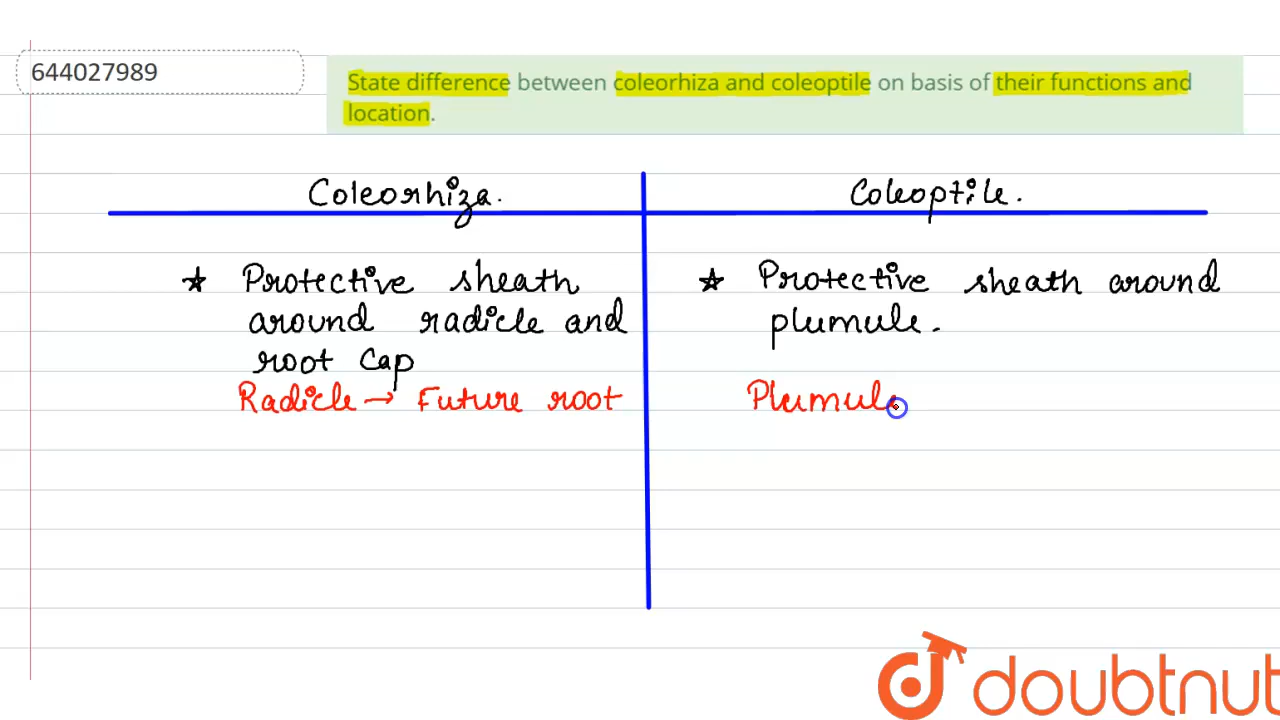 644027989
State difference between coleorhiza and coleoptile on basis of their functions and
location.
Coleorhiza.
Coleoptile.
★ Protective sheath
around radicle and
root cap
Radicle → Future root
★ Protective sheath around
plumule.
Plumule
doubtnut